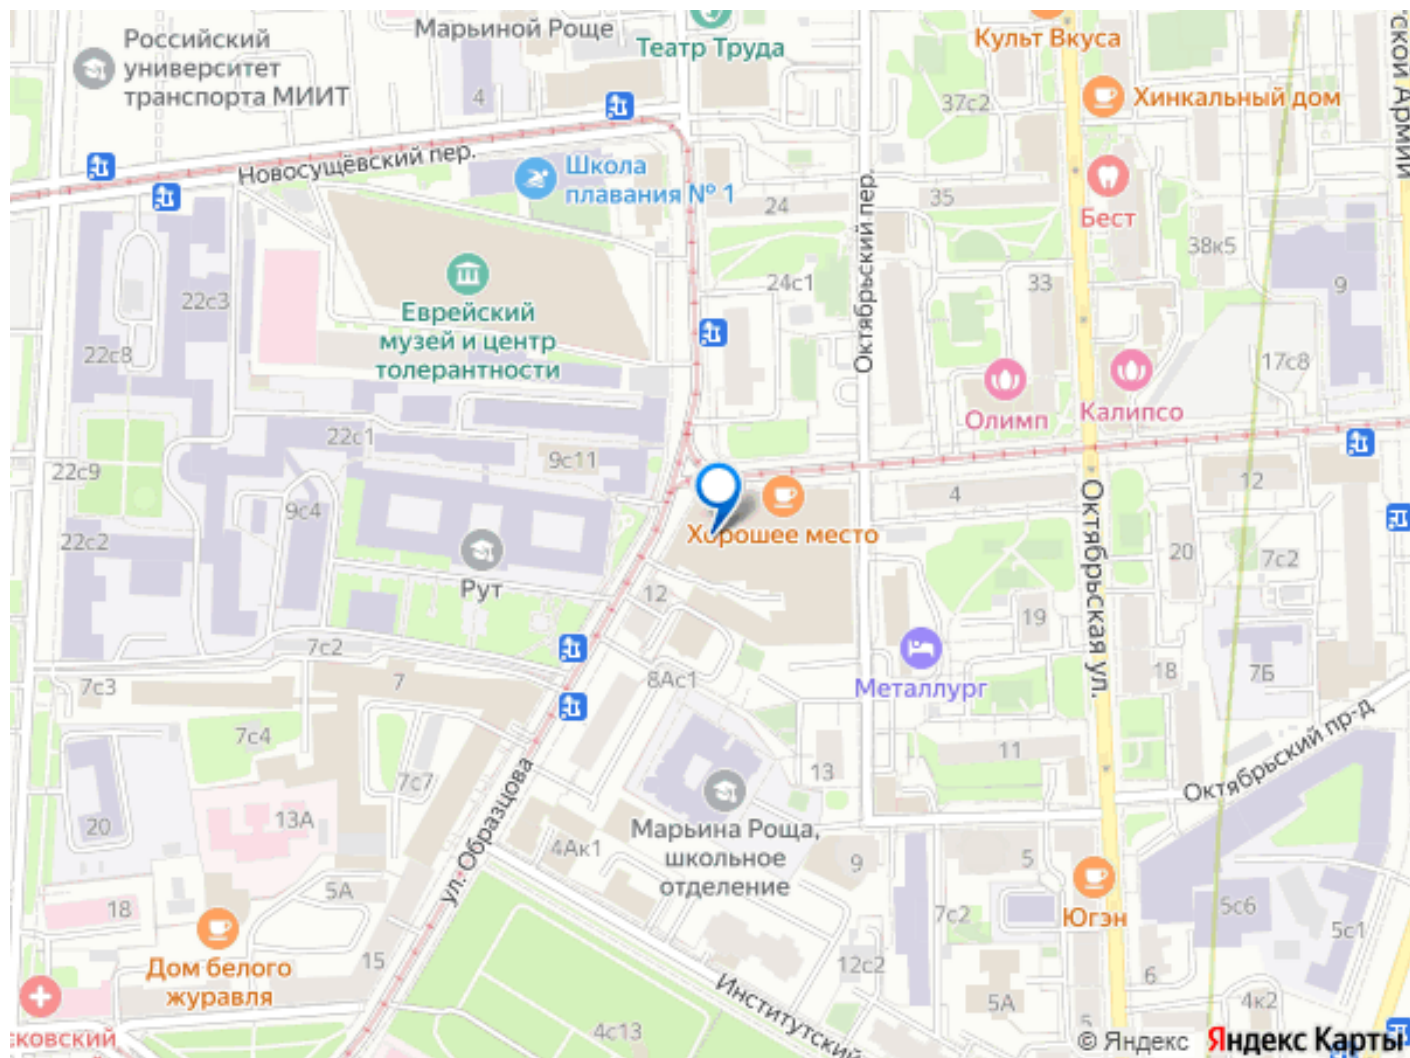 Российский
университет
транспорта МИИТ
Марьиной Роще
Театр Труда
Культ Вкуса
Хинкальный дом
ской Армии
4
37с2
Новосущёвский пер.
Школа
плавания № 1
Бест
24
35
Октябрьский пер.
38к5
22с3
24с1
33
9
Еврейский
музей и центр
толерантности
22с8
17с8
Олимп
Калипсо
22с1
9с11
22с9
9с4
4
12
Хорошее место
Октябрьская ул.
22с2
20
7с2
Рут
12
19
7с2
7с3
7
8Ас1
Металлург
18
7Б
Октябрьский пр-д
7с4
7с7
11
13
ул. Образцова
20
13А
4Ак1
Марьина Роща,
школьное
отделение
9
5
5А
18
Югэн
7с2
5с6
5с1
Дом белого
журавля
15
12с2
6
Институтский
5А
4к2
4с13
сковский
5
© Яндекс Яндекс Карты